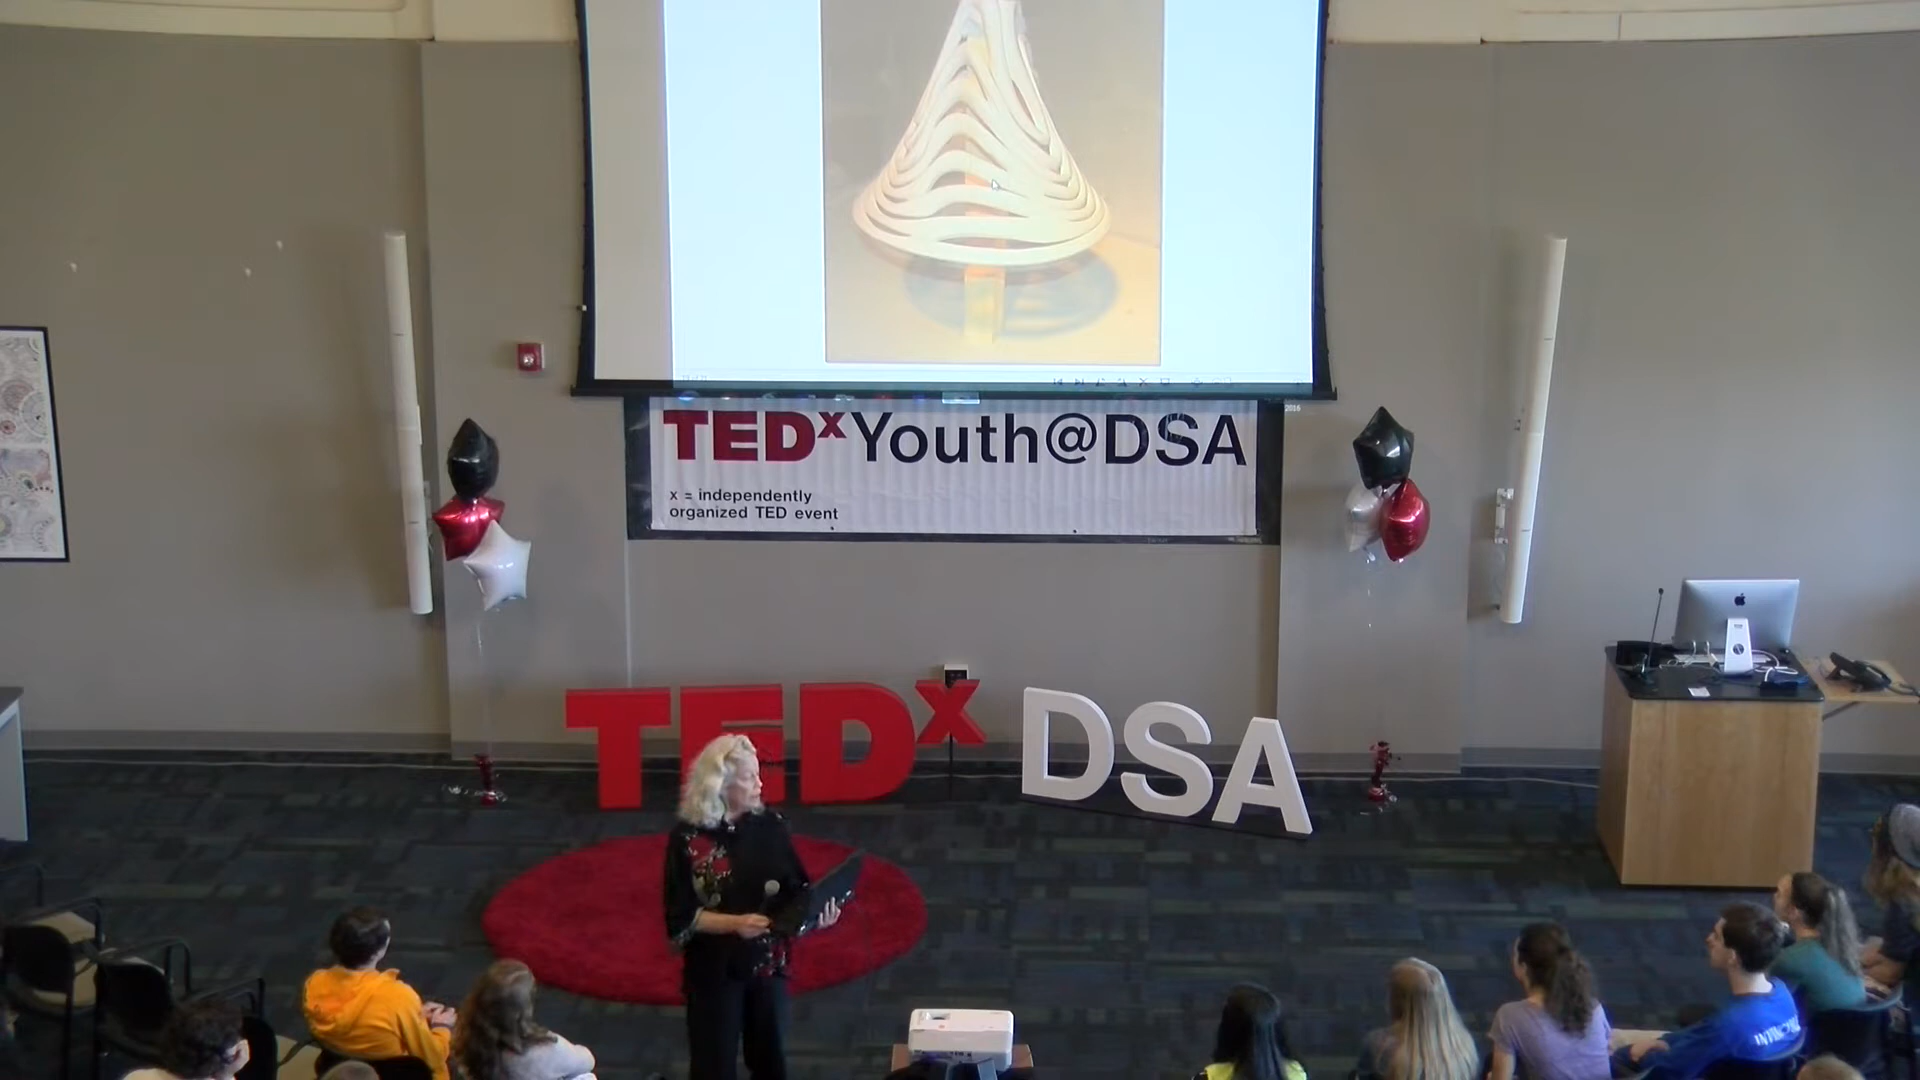 TEDxYouth@DSA
x = independently
organized TED event
TEDx DSA